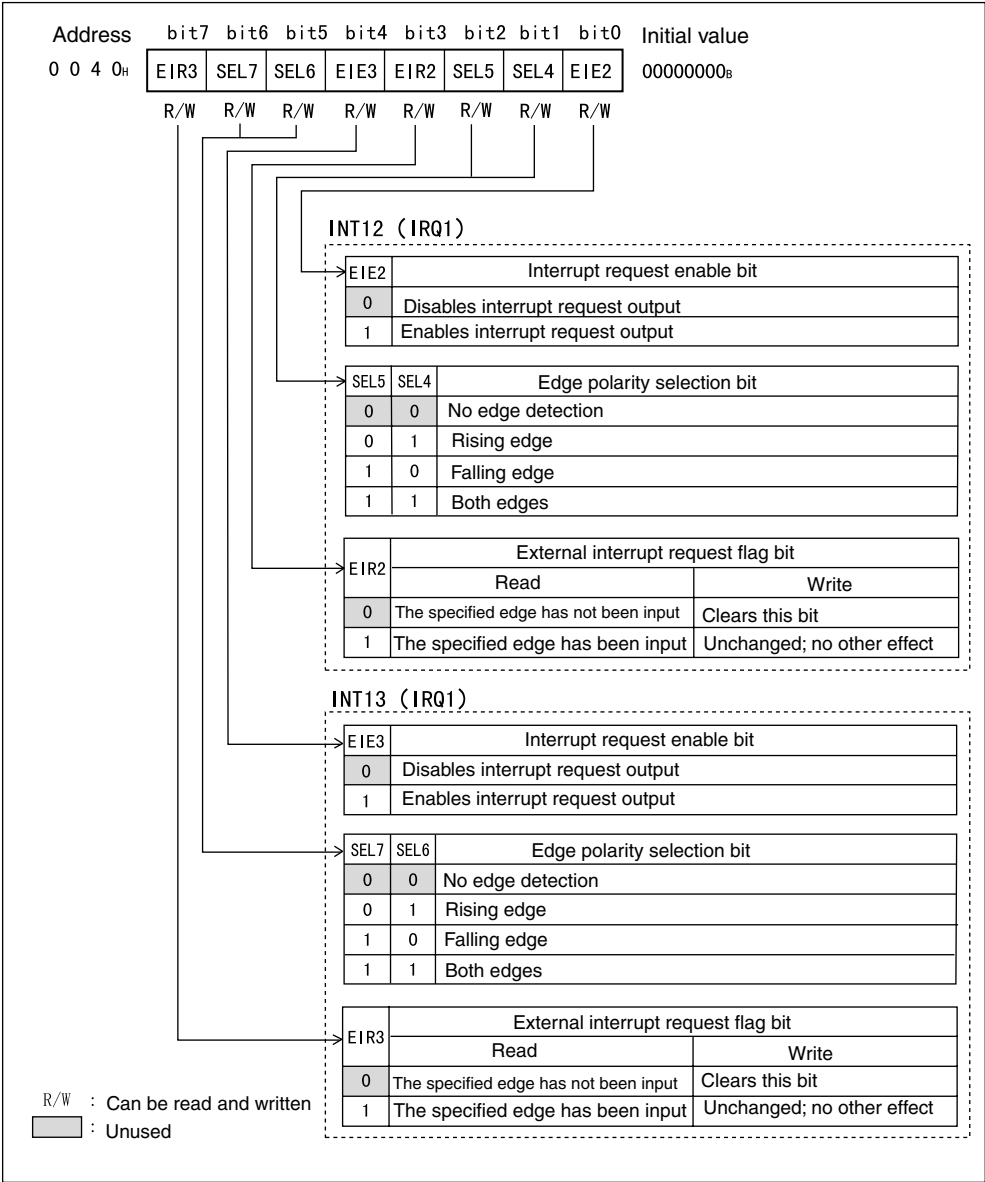 Address bit7 bit6 bit5 bit4 bit3 bit2 bit1 bit0 Initial value
0 0 4 0H EIR3 SEL7 SEL6 EIE3 EIR2 SEL5 SEL4 EIE2 00000000B
R/W R/W R/W R/W R/W R/W R/W R/W
INT12 (IRQ1)
EIE2 Interrupt request enable bit
0 Disables interrupt request output
1 Enables interrupt request output
SEL5 SEL4 Edge polarity selection bit
0 0 No edge detection
0 1 Rising edge
1 0 Falling edge
1 1 Both edges
EIR2 External interrupt request flag bit
Read Write
0 The specified edge has not been input Clears this bit
1 The specified edge has been input Unchanged; no other effect
INT13 (IRQ1)
EIE3 Interrupt request enable bit
0 Disables interrupt request output
1 Enables interrupt request output
SEL7 SEL6 Edge polarity selection bit
0 0 No edge detection
0 1 Rising edge
1 0 Falling edge
1 1 Both edges
EIR3 External interrupt request flag bit
Read Write
0 The specified edge has not been input Clears this bit
1 The specified edge has been input Unchanged; no other effect
R/W : Can be read and written
: Unused